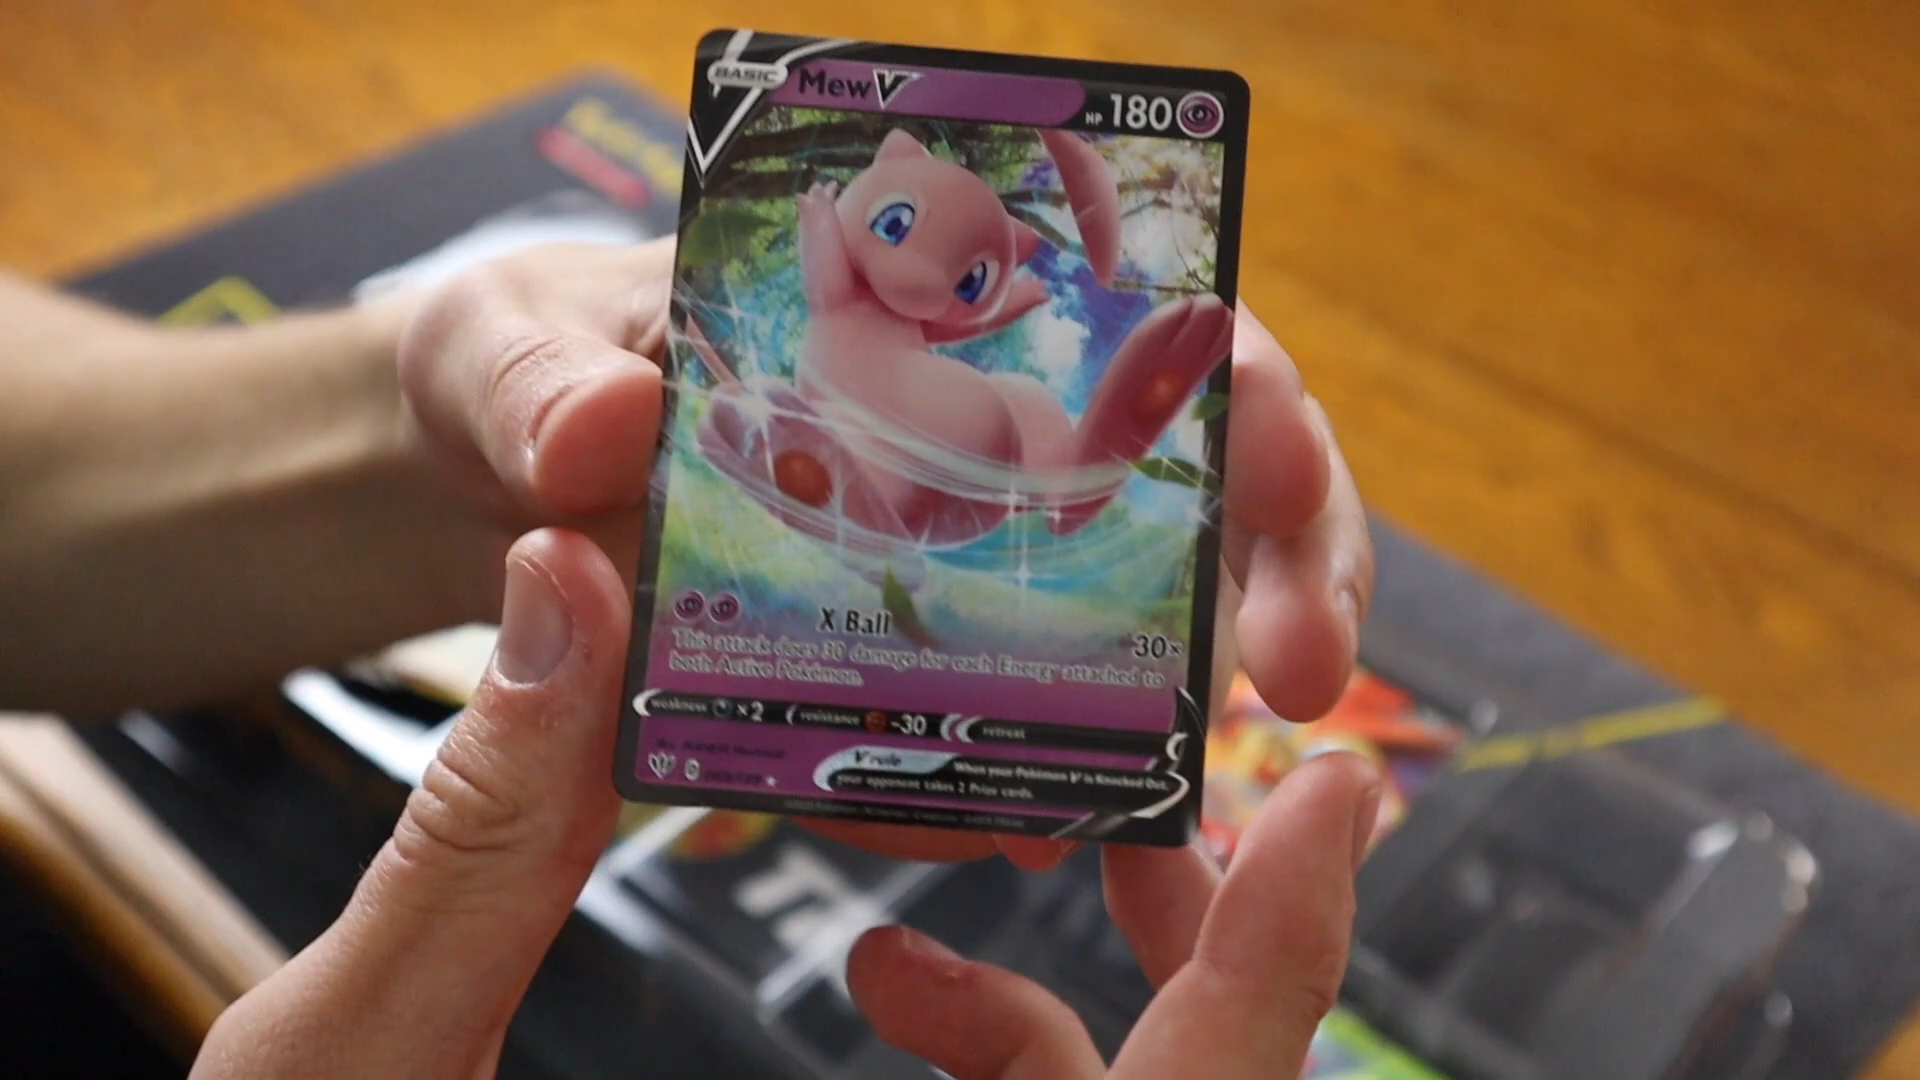 BASIC
Mew V
HP 180
X Ball
30×
This attack does 30 damage for each Energy attached to
both Active Pokémon.
weakness ×2 resistance -30 retreat
V rule When your Pokémon V is Knocked Out,
your opponent takes 2 Prize cards.